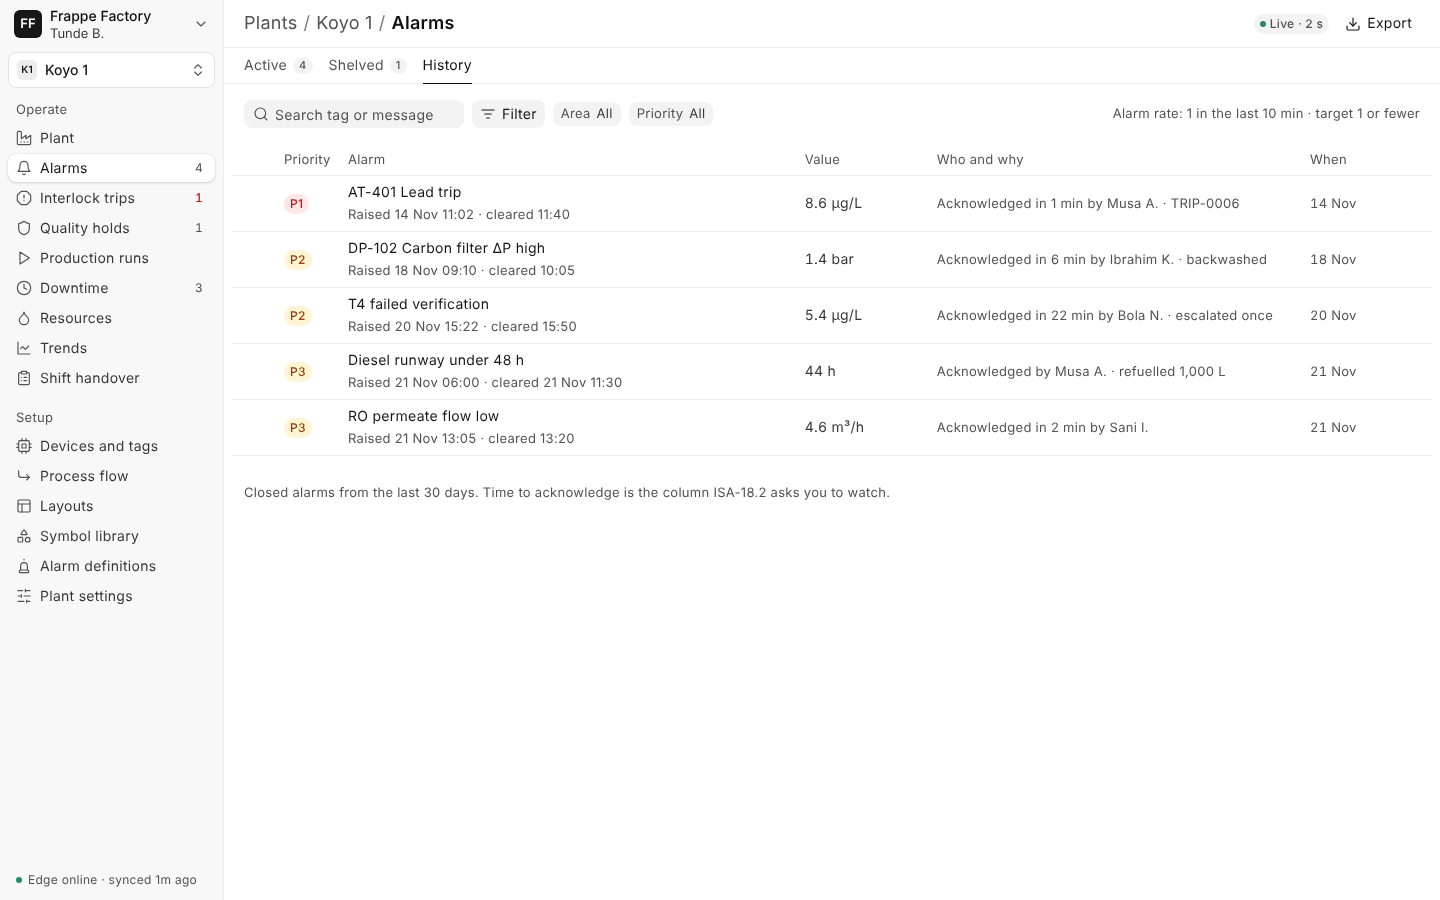 FF
Frappe Factory
Tunde B.
K1 Koyo 1
Operate
Plant
Alarms 4
Interlock trips 1
Quality holds 1
Production runs
Downtime 3
Resources
Trends
Shift handover
Setup
Devices and tags
Process flow
Layouts
Symbol library
Alarm definitions
Plant settings
Edge online · synced 1m ago
Plants / Koyo 1 / Alarms
Live · 2 s
Export
Active 4 Shelved 1 History
Search tag or message Filter Area All Priority All
Alarm rate: 1 in the last 10 min · target 1 or fewer
Priority Alarm Value Who and why When
P1 AT-401 Lead trip 8.6 µg/L Acknowledged in 1 min by Musa A. · TRIP-0006 14 Nov
Raised 14 Nov 11:02 · cleared 11:40
P2 DP-102 Carbon filter ΔP high 1.4 bar Acknowledged in 6 min by Ibrahim K. · backwashed 18 Nov
Raised 18 Nov 09:10 · cleared 10:05
P2 T4 failed verification 5.4 µg/L Acknowledged in 22 min by Bola N. · escalated once 20 Nov
Raised 20 Nov 15:22 · cleared 15:50
P3 Diesel runway under 48 h 44 h Acknowledged by Musa A. · refuelled 1,000 L 21 Nov
Raised 21 Nov 06:00 · cleared 21 Nov 11:30
P3 RO permeate flow low 4.6 m³/h Acknowledged in 2 min by Sani I. 21 Nov
Raised 21 Nov 13:05 · cleared 13:20
Closed alarms from the last 30 days. Time to acknowledge is the column ISA-18.2 asks you to watch.